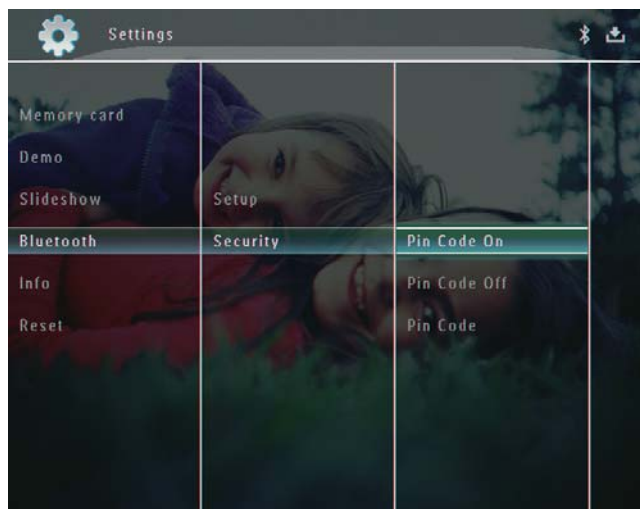 Settings
Memory card
Demo
Slideshow
Setup
Bluetooth
Security
Pin Code On
Info
Pin Code Off
Reset
Pin Code